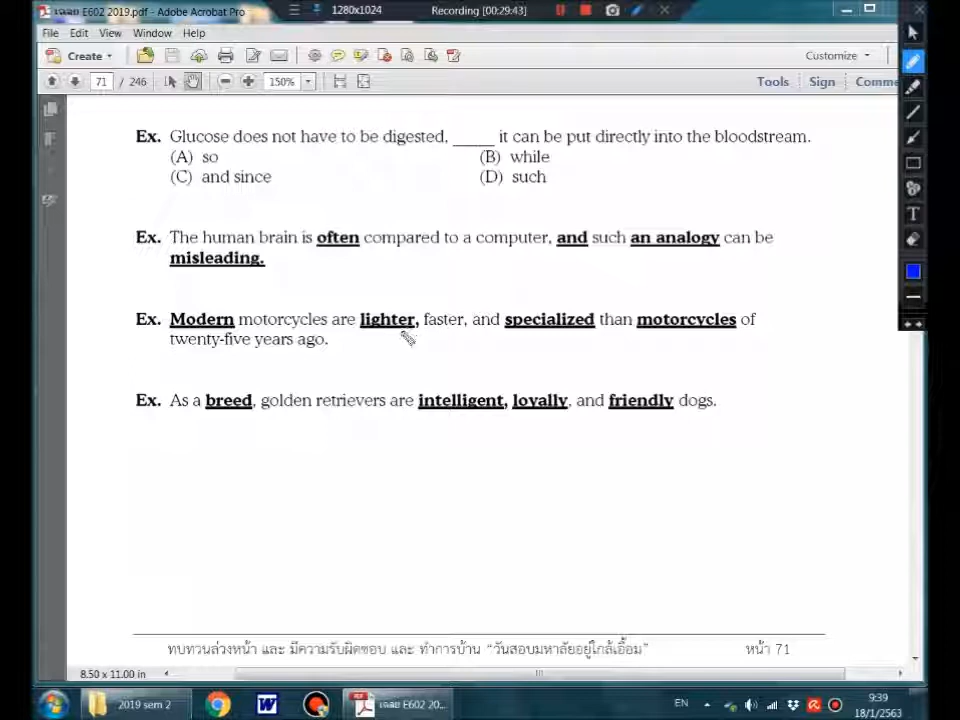 เฉลย E602 2019.pdf - Adobe Acrobat Pro
1280x1024
Recording [00:29:43]
File Edit View Window Help
Create
Customize
71 / 246
150%
Tools Sign Comme
Ex. Glucose does not have to be digested, _____ it can be put directly into the bloodstream.
(A) so (B) while
(C) and since (D) such
Ex. The human brain is often compared to a computer, and such an analogy can be
misleading.
Ex. Modern motorcycles are lighter, faster, and specialized than motorcycles of
twenty-five years ago.
Ex. As a breed, golden retrievers are intelligent, loyally, and friendly dogs.
ทบทวนล่วงหน้า และ มีความรับผิดชอบ และ ทำการบ้าน “วันสอบมหาลัยอยู่ใกล้เอื้อม” หน้า 71
8.50 x 11.00 in
2019 sem 2
เฉลย E602 20...
EN
9:39
18/1/2563